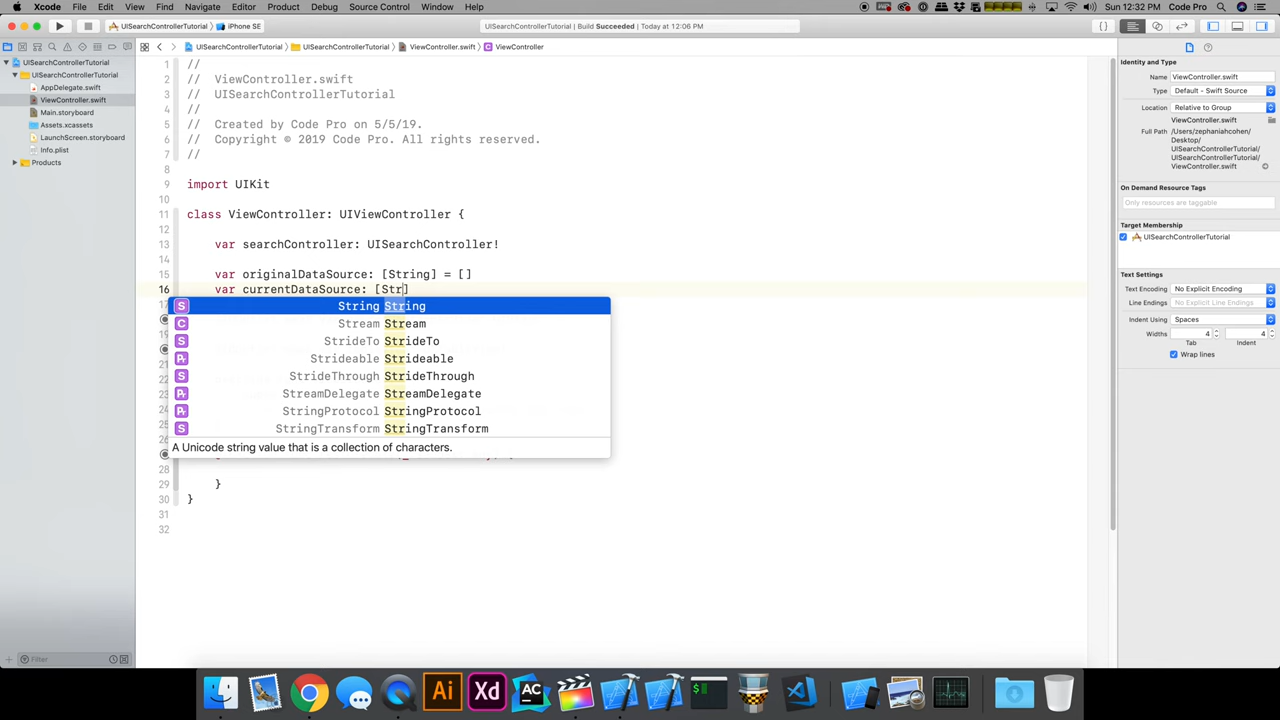 Xcode File Edit View Find Navigate Editor Product Debug Source Control Window Help Sun 12:32 PM Code Pro
UISearchControllerTutorial iPhone SE UISearchControllerTutorial | Build Succeeded | Today at 12:06 PM
UISearchControllerTutorial UISearchControllerTutorial ViewController.swift ViewController
UISearchControllerTutorial
UISearchControllerTutorial
AppDelegate.swift
ViewController.swift
Main.storyboard
Assets.xcassets
LaunchScreen.storyboard
Info.plist
Products
Filter
1 //
2 // ViewController.swift
3 // UISearchControllerTutorial
4 //
5 // Created by Code Pro on 5/5/19.
6 // Copyright © 2019 Code Pro. All rights reserved.
7 //
8
9 import UIKit
10
11 class ViewController: UIViewController {
12
13 var searchController: UISearchController!
14
15 var originalDataSource: [String] = []
16 var currentDataSource: [Str]
S String String
C Stream Stream
S StrideTo StrideTo
Pr Strideable Strideable
S StrideThrough StrideThrough
Pr StreamDelegate StreamDelegate
Pr StringProtocol StringProtocol
S StringTransform StringTransform
A Unicode string value that is a collection of characters.
28
29 }
30 }
31
32
Identity and Type
Name ViewController.swift
Type Default - Swift Source
Location Relative to Group
ViewController.swift
Full Path /Users/zephaniahcohen/
Desktop/
UISearchControllerTutorial/
UISearchControllerTutorial/
ViewController.swift
On Demand Resource Tags
Only resources are taggable
Target Membership
UISearchControllerTutorial
Text Settings
Text Encoding No Explicit Encoding
Line Endings No Explicit Line Endings
Indent Using Spaces
Widths 4 4
Tab Indent
Wrap lines
Ai Xd AC